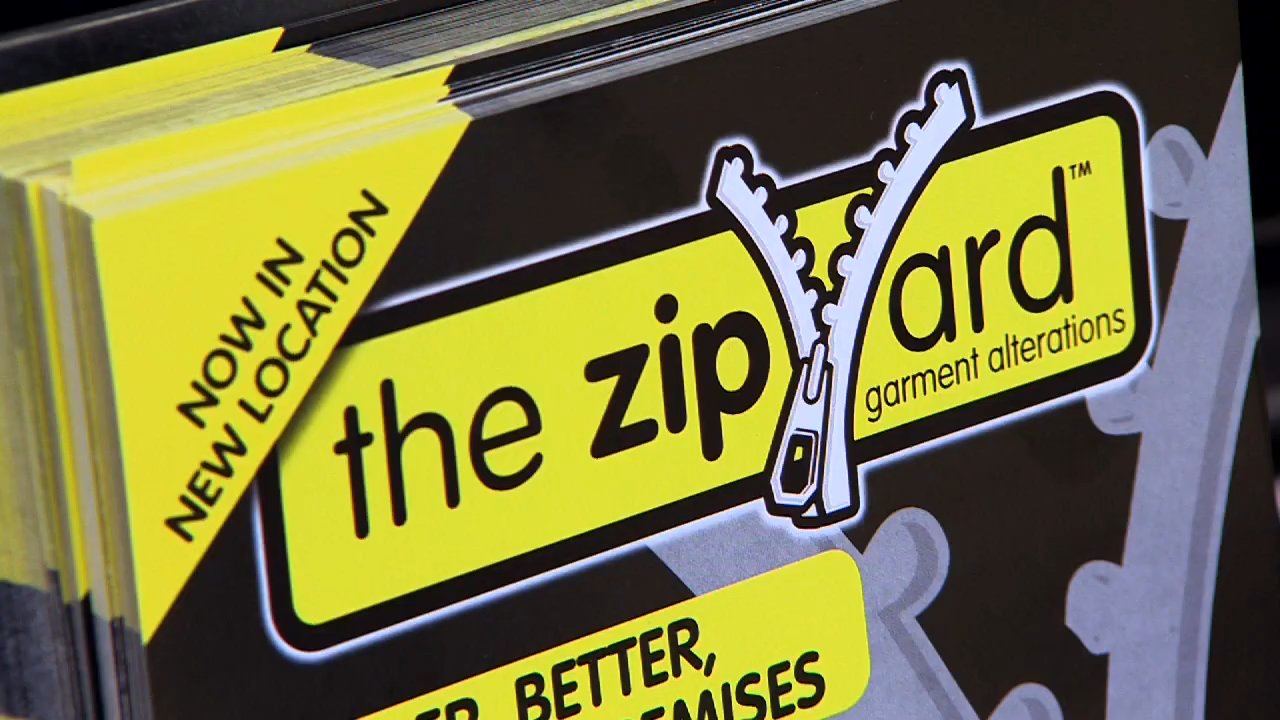 NOW IN
NEW LOCATION
the zipYard™
garment alterations
BETTER,